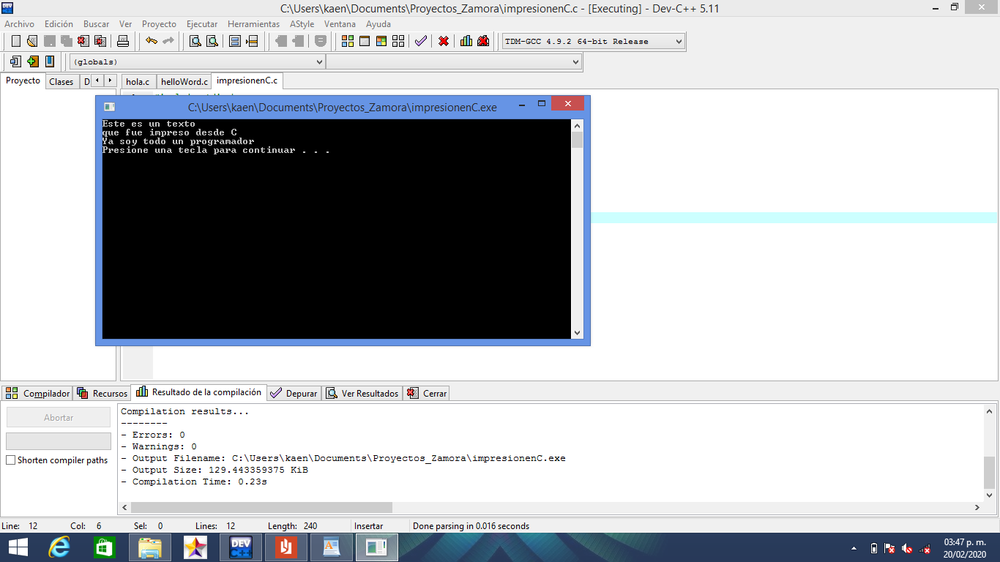 C:\Users\kaen\Documents\Proyectos_Zamora\impresionenC.c - [Executing] - Dev-C++ 5.11
Archivo Edición Buscar Ver Proyecto Ejecutar Herramientas AStyle Ventana Ayuda
TDM-GCC 4.9.2 64-bit Release
(globals)
Proyecto Clases D hola.c helloWord.c impresionenC.c
C:\Users\kaen\Documents\Proyectos_Zamora\impresionenC.exe
Este es un texto
que fue impreso desde C
Ya soy todo un programador
Presione una tecla para continuar . . .
Compilador Recursos Resultado de la compilación Depurar Ver Resultados Cerrar
Abortar
Shorten compiler paths
Compilation results...
--------
- Errors: 0
- Warnings: 0
- Output Filename: C:\Users\kaen\Documents\Proyectos_Zamora\impresionenC.exe
- Output Size: 129.443359375 KiB
- Compilation Time: 0.23s
Line: 12 Col: 6 Sel: 0 Lines: 12 Length: 240 Insertar Done parsing in 0.016 seconds
DEV C++
03:47 p. m.
20/02/2020